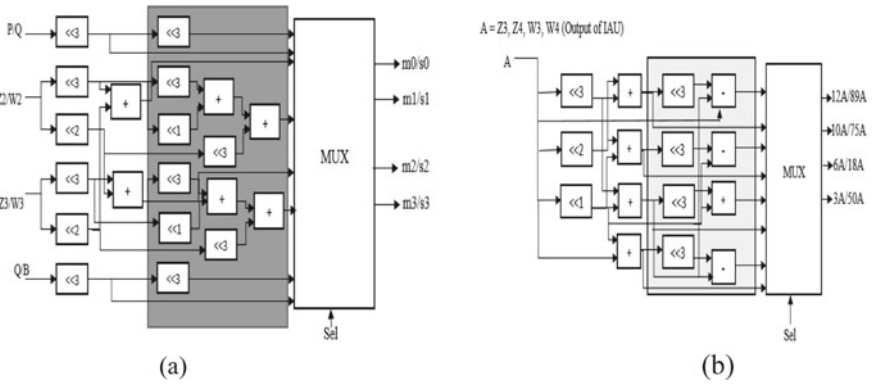 P/Q
<<3
<<3
Z2/W2
<<3
<<3
+
+
<<2
<<1
<<3
+
MUX
Z3/W3
<<3
<<3
+
+
<<2
<<1
<<3
+
Q/B
<<3
<<3
m0/s0
m1/s1
m2/s2
m3/s3
Sel
(a)
A = Z3, Z4, W3, W4 (Output of IAU)
A
<<3
+
<<3
-
<<2
+
<<3
-
<<1
+
<<3
+
+
<<3
-
MUX
12A/89A
10A/75A
6A/18A
3A/50A
Sel
(b)